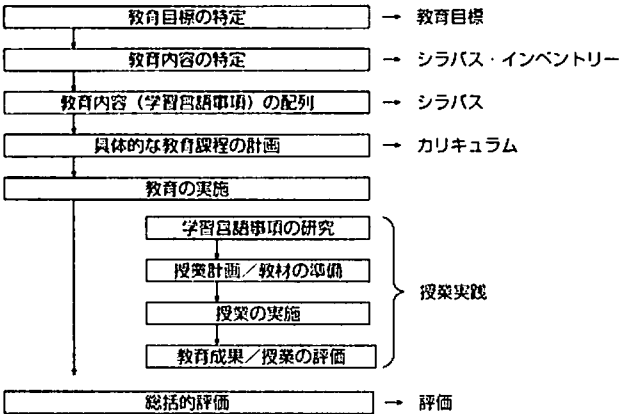 教育目標の特定 → 教育目標
教育内容の特定 → シラバス・インベントリー
教育内容(学習言語事項)の配列 → シラバス
具体的な教育課程の計画 → カリキュラム
教育の実施
学習言語事項の研究
授業計画/教材の準備
授業の実施
教育成果/授業の評価
授業実践
総括的評価 → 評価